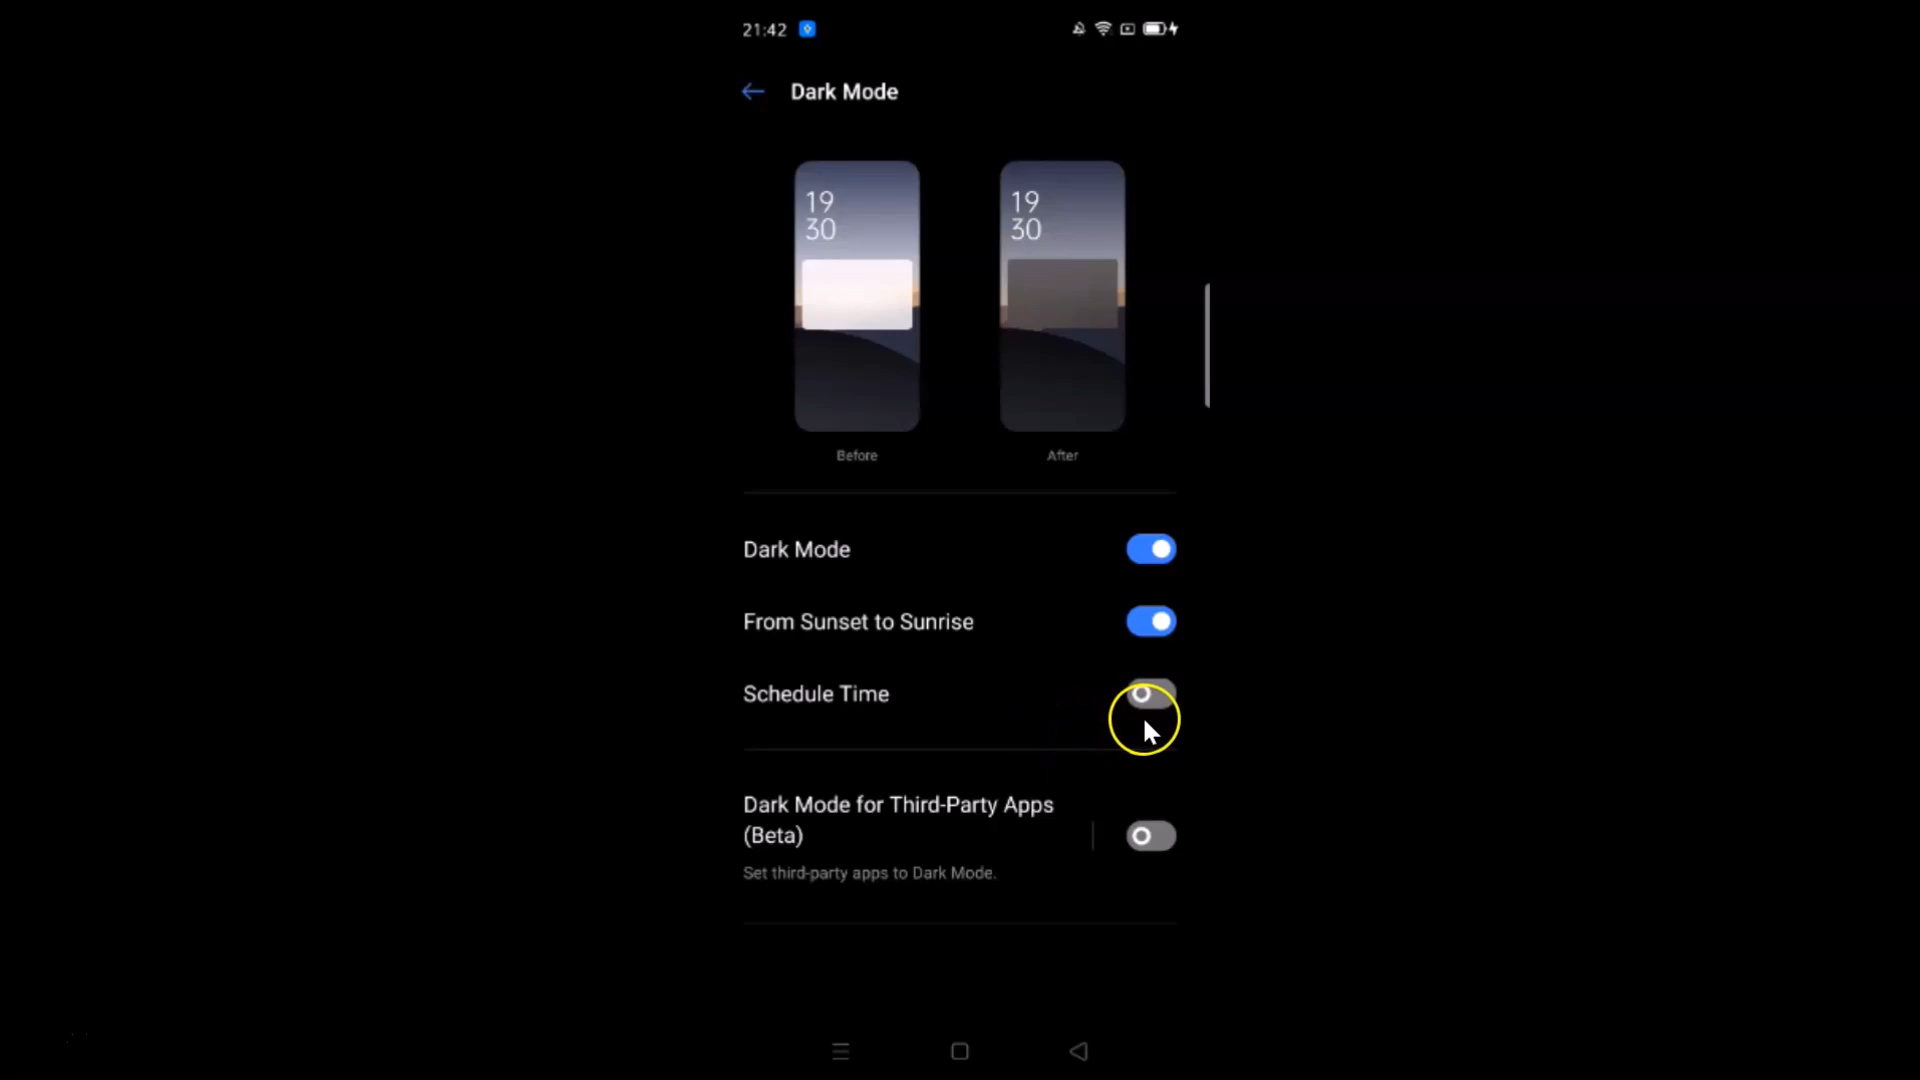 21:42
Dark Mode
19
30
19
30
Before
After
Dark Mode
From Sunset to Sunrise
Schedule Time
Dark Mode for Third-Party Apps
(Beta)
Set third-party apps to Dark Mode.